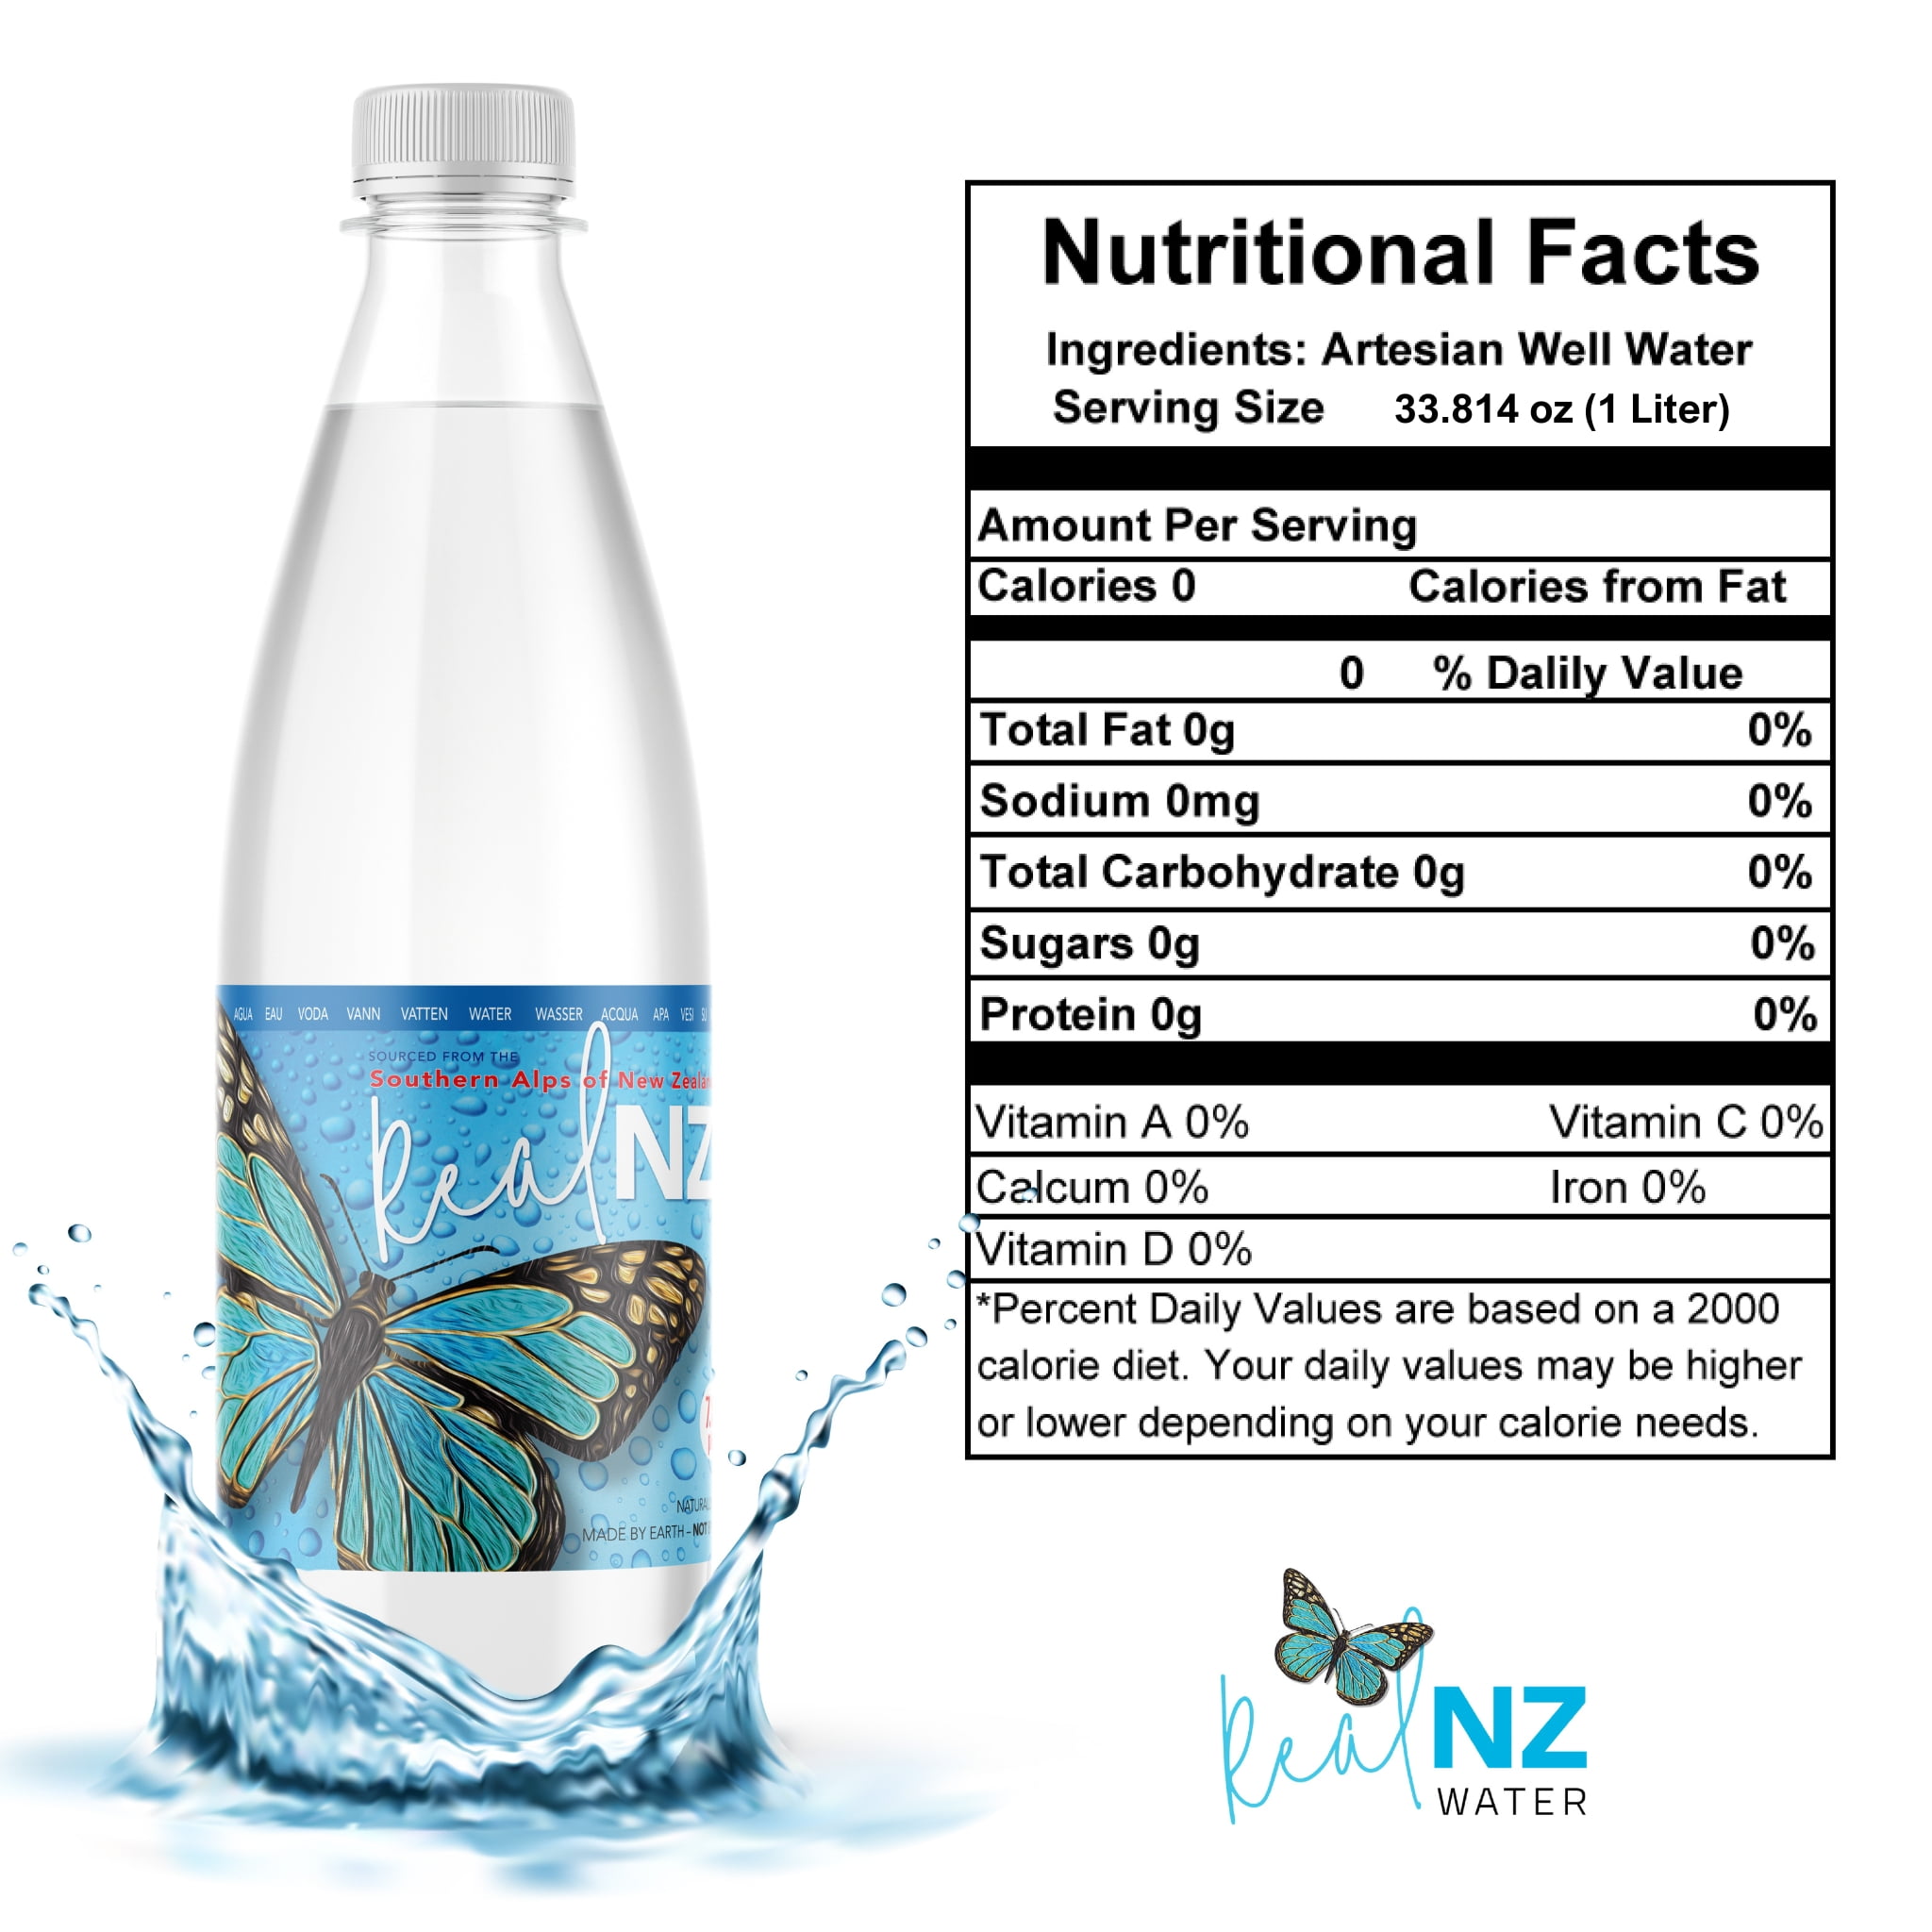 AGUA EAU VODA VANN VATTEN WATER WASSER ACQUA APA VESI SU
SOURCED FROM THE
Southern Alps of New
Real NZ
MADE BY EARTH - NOT
Nutritional Facts
Ingredients: Artesian Well Water
Serving Size 33.814 oz (1 Liter)
Amount Per Serving
Calories 0 Calories from Fat
0 % Dalily Value
Total Fat 0g 0%
Sodium 0mg 0%
Total Carbohydrate 0g 0%
Sugars 0g 0%
Protein 0g 0%
Vitamin A 0% Vitamin C 0%
Calcum 0% Iron 0%
Vitamin D 0%
*Percent Daily Values are based on a 2000
calorie diet. Your daily values may be higher
or lower depending on your calorie needs.
Real NZ
WATER